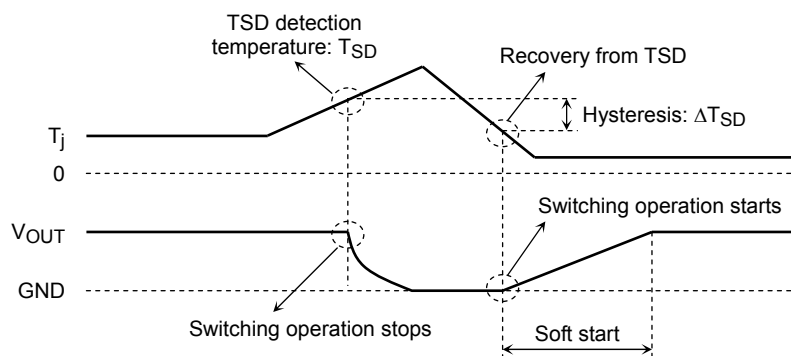 TSD detection
temperature: TSD
Recovery from TSD
Hysteresis: ΔTSD
Tj
0
Switching operation starts
VOUT
GND
Switching operation stops
Soft start